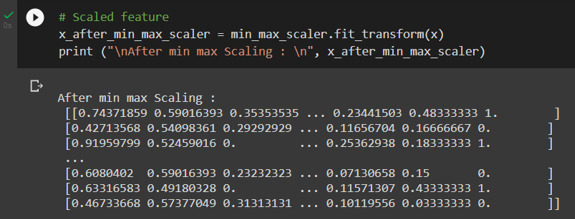 # Scaled feature
x_after_min_max_scaler = min_max_scaler.fit_transform(x)
print ("\nAfter min max Scaling : \n", x_after_min_max_scaler)
0s
After min max Scaling :
[[0.74371859 0.59016393 0.35353535 ... 0.23441503 0.48333333 1. ]
[0.42713568 0.54098361 0.29292929 ... 0.11656704 0.16666667 0. ]
[0.91959799 0.52459016 0. ... 0.25362938 0.18333333 1. ]
...
[0.6080402 0.59016393 0.23232323 ... 0.07130658 0.15 0. ]
[0.63316583 0.49180328 0. ... 0.11571307 0.43333333 1. ]
[0.46733668 0.57377049 0.31313131 ... 0.10119556 0.03333333 0. ]]